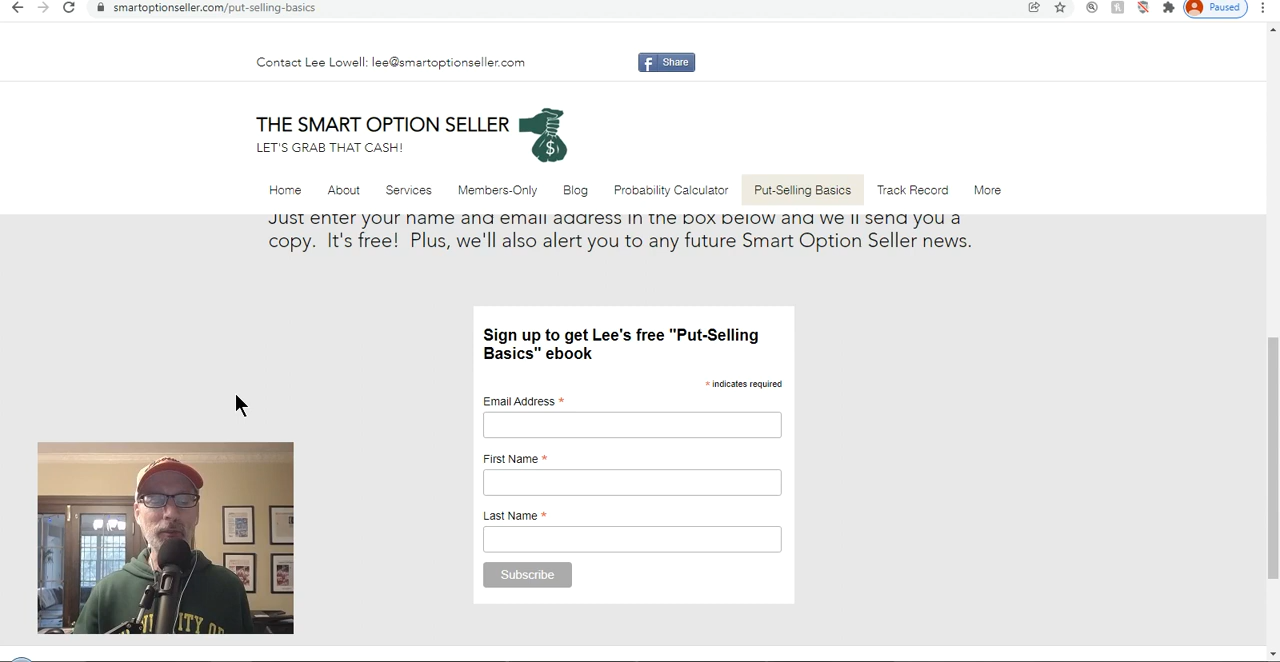 smartoptionseller.com/put-selling-basics
Paused
Contact Lee Lowell: lee@smartoptionseller.com
f Share
THE SMART OPTION SELLER
$
LET'S GRAB THAT CASH!
Home About Services Members-Only Blog Probability Calculator Put-Selling Basics Track Record More
Just enter your name and email address in the box below and we'll send you a
copy. It's free! Plus, we'll also alert you to any future Smart Option Seller news.
Sign up to get Lee's free "Put-Selling
Basics" ebook
* indicates required
Email Address *
First Name *
Last Name *
Subscribe